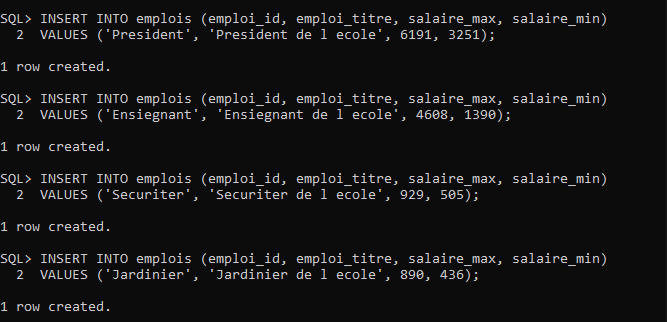 SQL> INSERT INTO emplois (emploi_id, emploi_titre, salaire_max, salaire_min)
  2  VALUES ('President', 'President de l ecole', 6191, 3251);
1 row created.
SQL> INSERT INTO emplois (emploi_id, emploi_titre, salaire_max, salaire_min)
  2  VALUES ('Ensiegnant', 'Ensiegnant de l ecole', 4608, 1390);
1 row created.
SQL> INSERT INTO emplois (emploi_id, emploi_titre, salaire_max, salaire_min)
  2  VALUES ('Securiter', 'Securiter de l ecole', 929, 505);
1 row created.
SQL> INSERT INTO emplois (emploi_id, emploi_titre, salaire_max, salaire_min)
  2  VALUES ('Jardinier', 'Jardinier de l ecole', 890, 436);
1 row created.